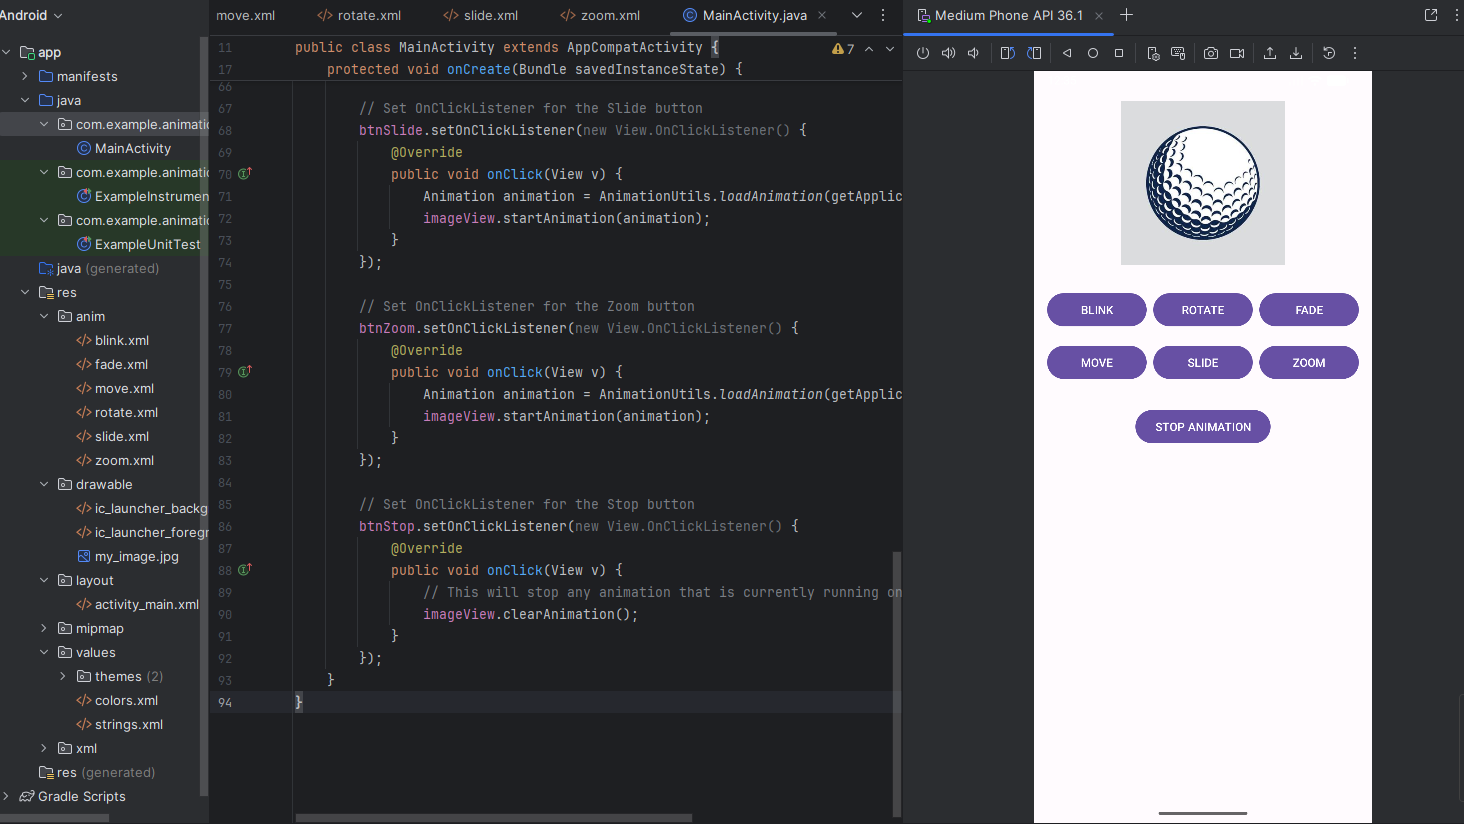 Android
move.xml
rotate.xml
slide.xml
zoom.xml
MainActivity.java
Medium Phone API 36.1
app
manifests
java
com.example.animatic
MainActivity
com.example.animatic
ExampleInstrumen
com.example.animatic
ExampleUnitTest
java (generated)
res
anim
blink.xml
fade.xml
move.xml
rotate.xml
slide.xml
zoom.xml
drawable
ic_launcher_backg
ic_launcher_foregr
my_image.jpg
layout
activity_main.xml
mipmap
values
themes (2)
colors.xml
strings.xml
xml
res (generated)
Gradle Scripts
11 public class MainActivity extends AppCompatActivity {
7
17 protected void onCreate(Bundle savedInstanceState) {
66
67 // Set OnClickListener for the Slide button
68 btnSlide.setOnClickListener(new View.OnClickListener() {
69 @Override
70 public void onClick(View v) {
71 Animation animation = AnimationUtils.loadAnimation(getApplic
72 imageView.startAnimation(animation);
73 }
74 });
75
76 // Set OnClickListener for the Zoom button
77 btnZoom.setOnClickListener(new View.OnClickListener() {
78 @Override
79 public void onClick(View v) {
80 Animation animation = AnimationUtils.loadAnimation(getApplic
81 imageView.startAnimation(animation);
82 }
83 });
84
85 // Set OnClickListener for the Stop button
86 btnStop.setOnClickListener(new View.OnClickListener() {
87 @Override
88 public void onClick(View v) {
89 // This will stop any animation that is currently running on
90 imageView.clearAnimation();
91 }
92 });
93 }
94 }
BLINK
ROTATE
FADE
MOVE
SLIDE
ZOOM
STOP ANIMATION